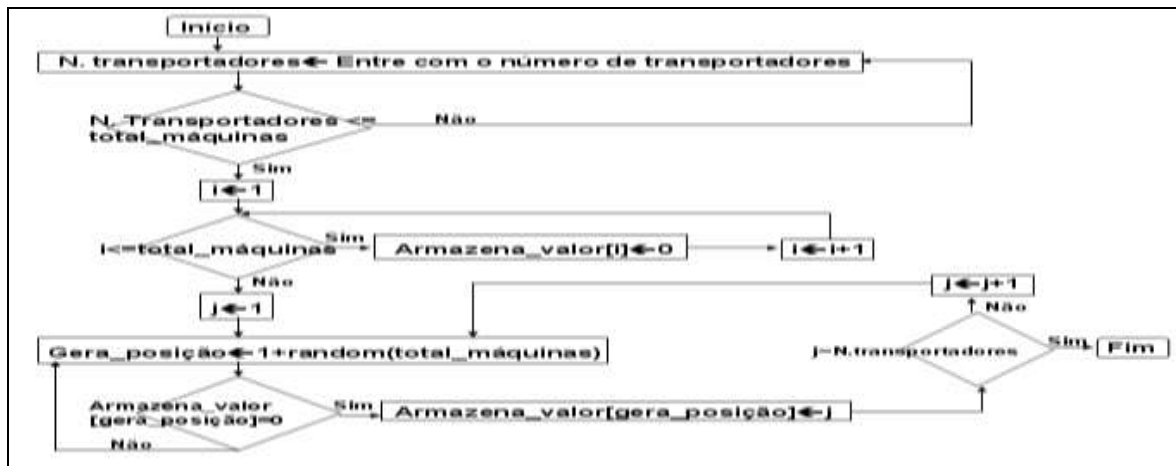 Início
N. transportadores← Entre com o número de transportadores
N. Transportadores <=
total_máquinas
Não
Sim
i←1
i<=total_máquinas
Sim
Armazena_valor[i]←0
i←i+1
Não
j←1
j←j+1
Não
Gera_posição←1+random(total_máquinas)
j=N.transportadores
Sim
Fim
Armazena_valor
[gera_posição]=0
Sim
Armazena_valor[gera_posição]←j
Não